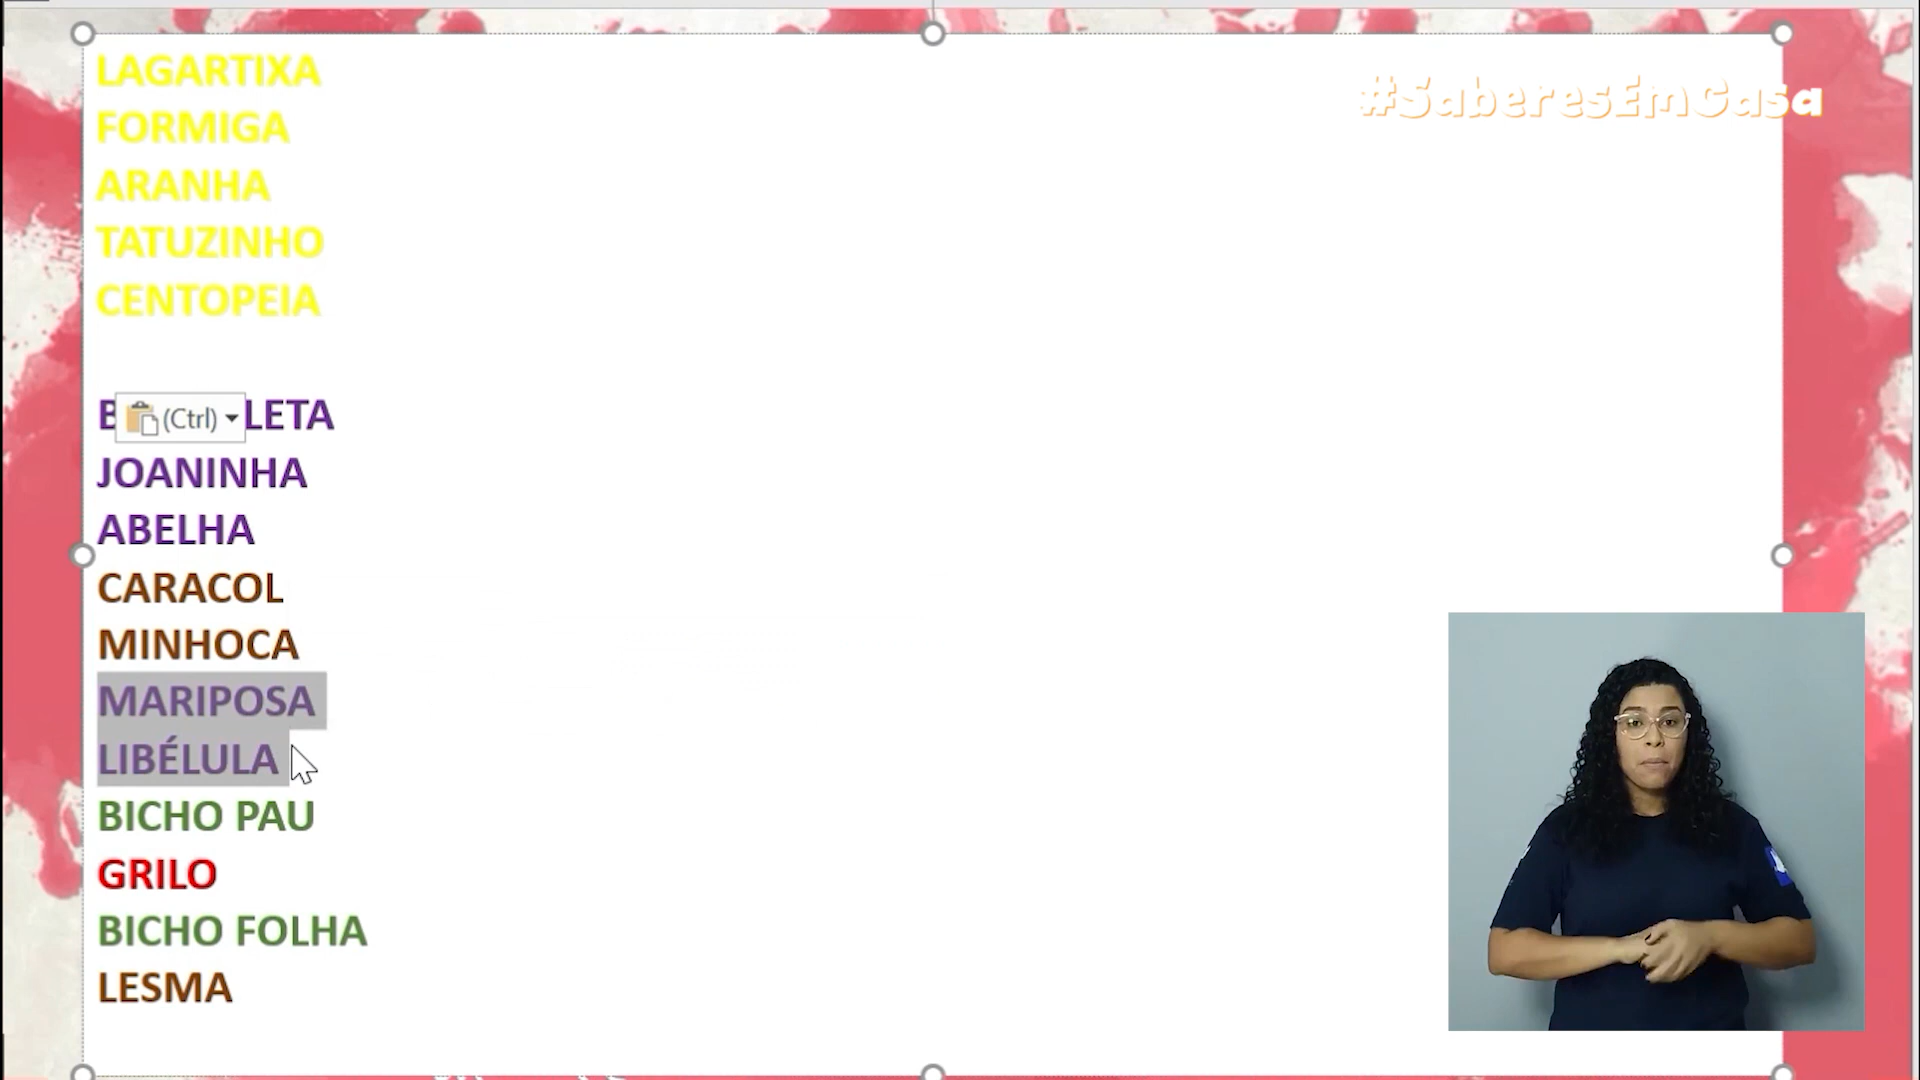 LAGARTIXA
#SaberesEmCasa
FORMIGA
ARANHA
TATUZINHO
CENTOPEIA
B (Ctrl) LETA
JOANINHA
ABELHA
CARACOL
MINHOCA
MARIPOSA
LIBÉLULA
BICHO PAU
GRILO
BICHO FOLHA
LESMA